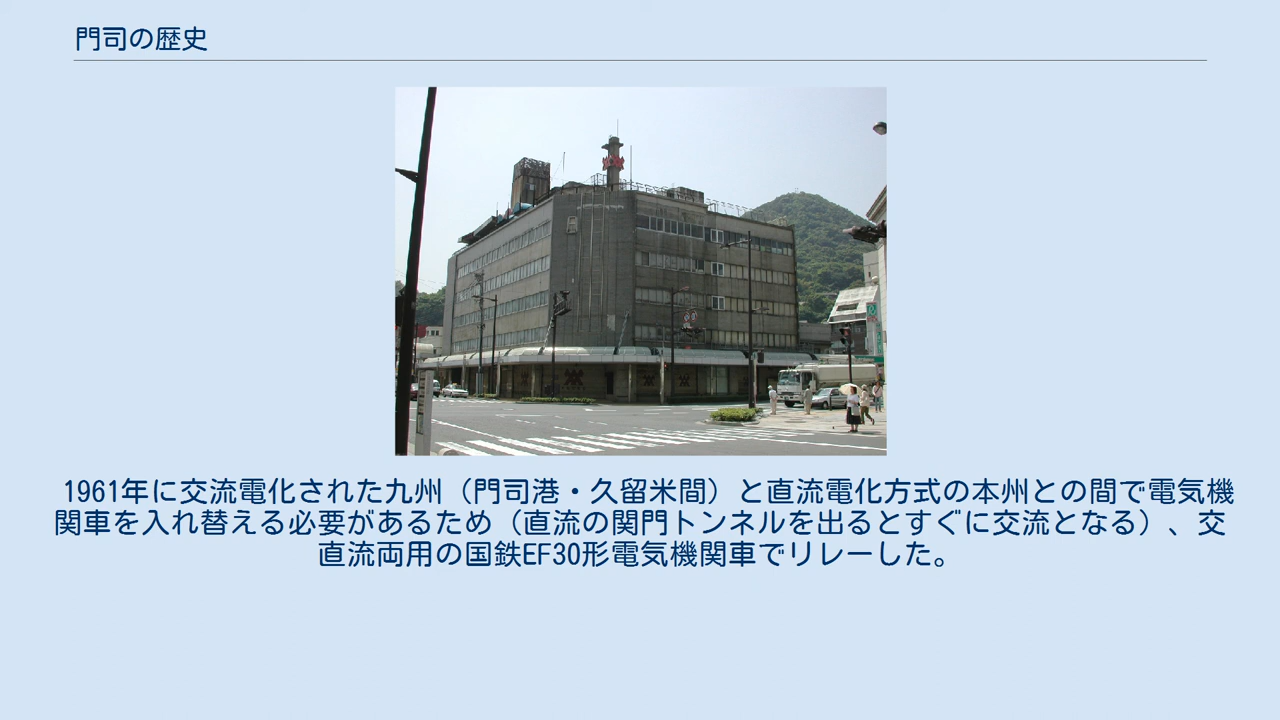 門司の歴史
1961年に交流電化された九州（門司港・久留米間）と直流電化方式の本州との間で電気機
関車を入れ替える必要があるため（直流の関門トンネルを出るとすぐに交流となる）、交
直流両用の国鉄EF30形電気機関車でリレーした。